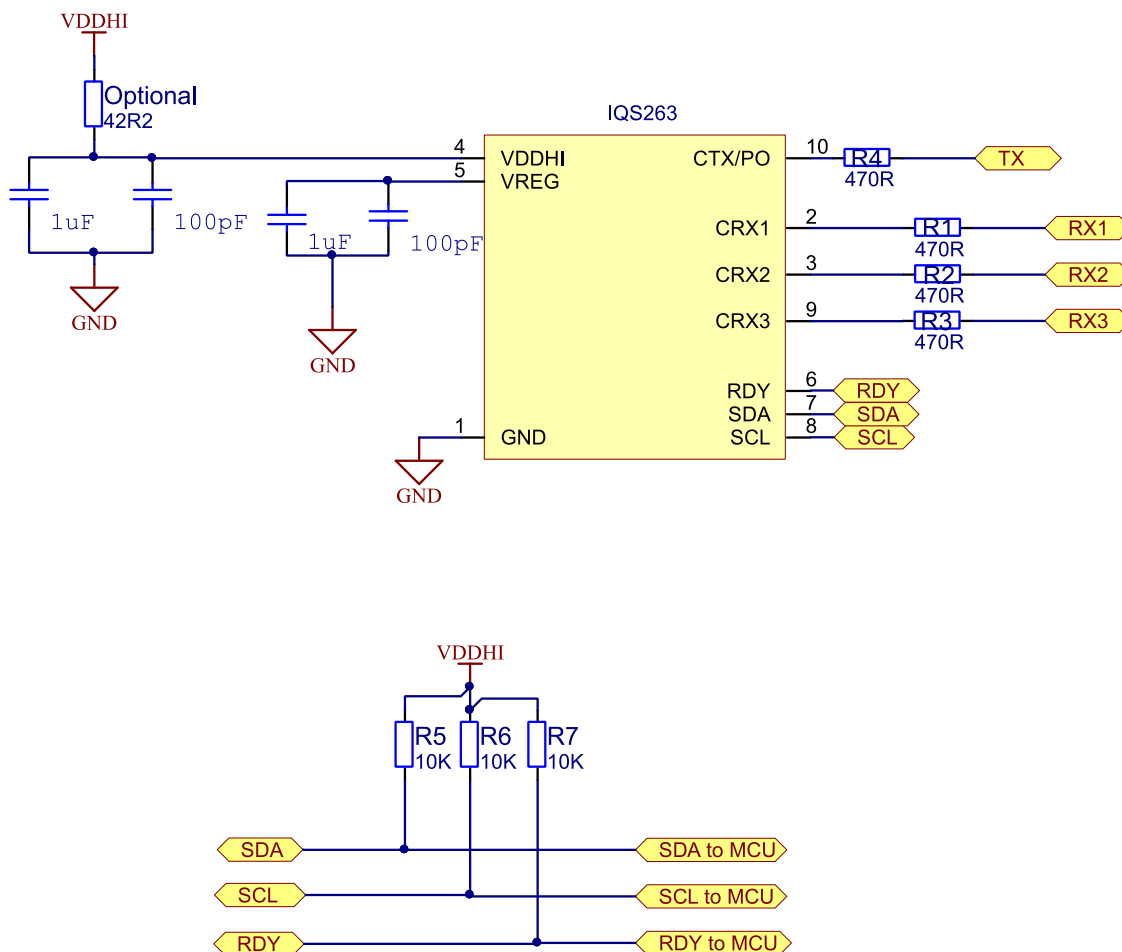 VDDHI
Optional
42R2
1uF
100pF
GND
1uF
100pF
GND
IQS263
4
VDDHI
5
VREG
1
GND
GND
CTX/PO
10
R4
470R
TX
CRX1
2
R1
470R
RX1
CRX2
3
R2
470R
RX2
CRX3
9
R3
470R
RX3
RDY
6
RDY
SDA
7
SDA
SCL
8
SCL
VDDHI
R5
10K
R6
10K
R7
10K
SDA
SDA to MCU
SCL
SCL to MCU
RDY
RDY to MCU